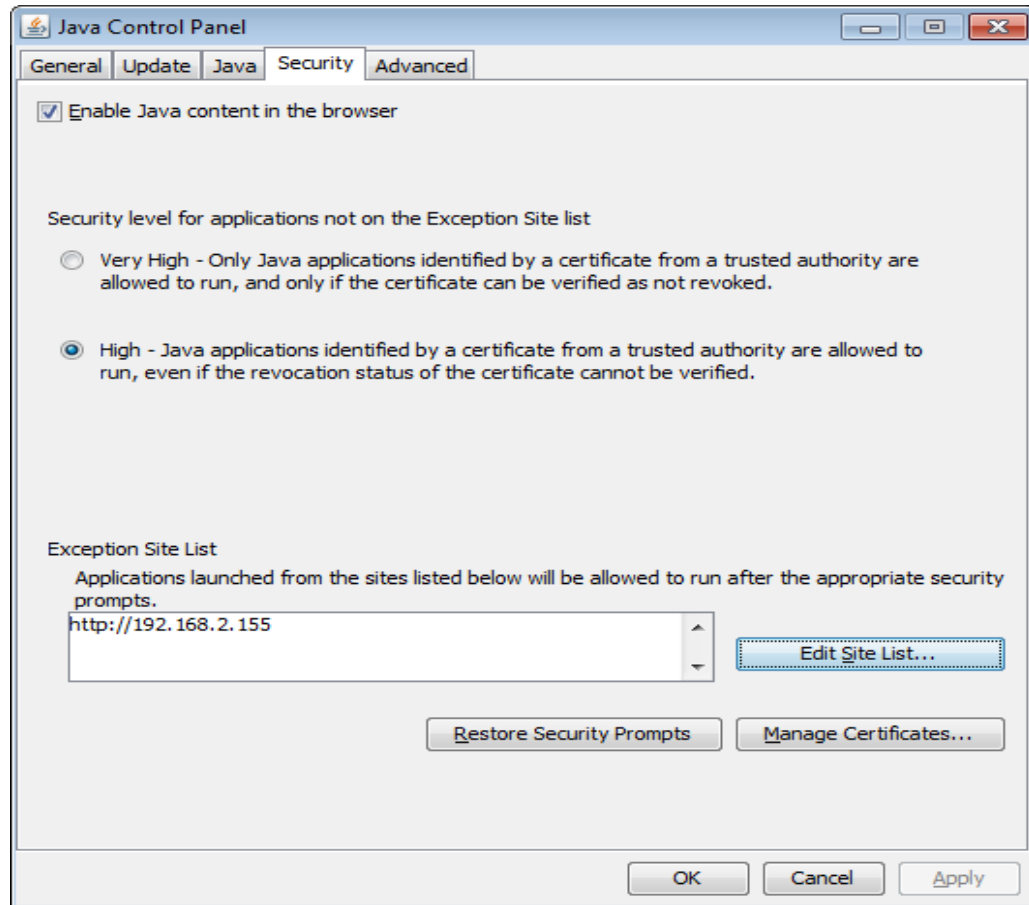 Java Control Panel
General Update Java Security Advanced
Enable Java content in the browser
Security level for applications not on the Exception Site list
Very High - Only Java applications identified by a certificate from a trusted authority are
allowed to run, and only if the certificate can be verified as not revoked.
High - Java applications identified by a certificate from a trusted authority are allowed to
run, even if the revocation status of the certificate cannot be verified.
Exception Site List
Applications launched from the sites listed below will be allowed to run after the appropriate security
prompts.
http://192.168.2.155
Edit Site List...
Restore Security Prompts Manage Certificates...
OK Cancel Apply